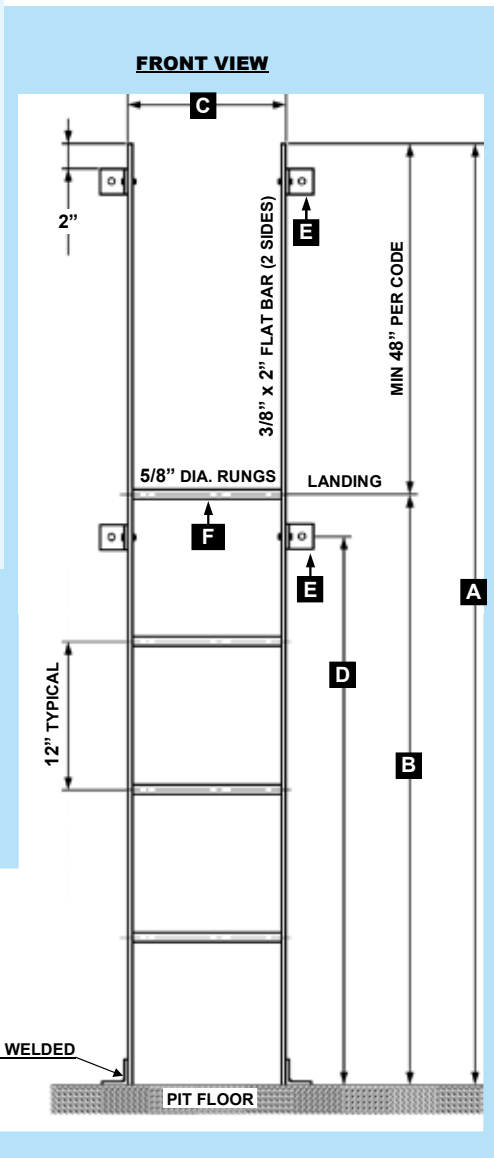 FRONT VIEW
C
2”
E
3/8” x 2” FLAT BAR (2 SIDES)
MIN 48” PER CODE
5/8” DIA. RUNGS
LANDING
F
E
A
D
12” TYPICAL
B
WELDED
PIT FLOOR